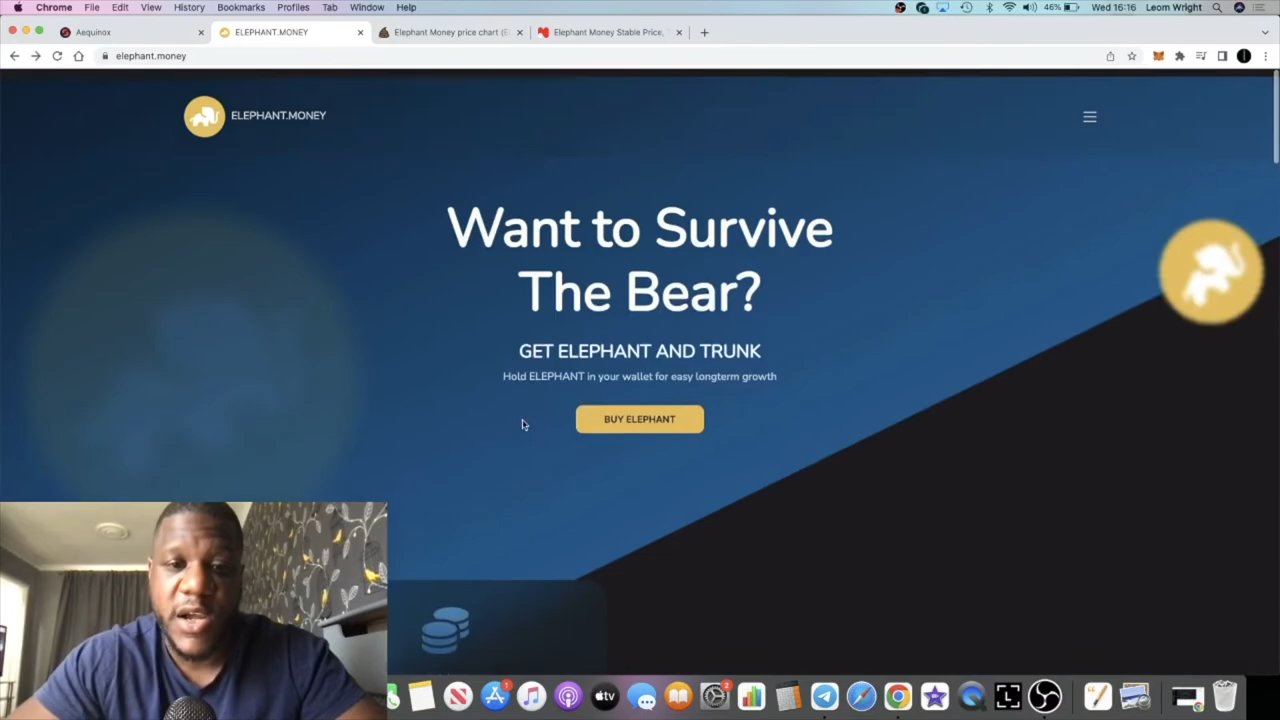 Chrome File Edit View History Bookmarks Profiles Tab Window Help 46% Wed 16:16 Leom Wright
Aequinox ELEPHANT.MONEY Elephant Money price chart (E Elephant Money Stable Price,
elephant.money
ELEPHANT.MONEY
Want to Survive
The Bear?
GET ELEPHANT AND TRUNK
Hold ELEPHANT in your wallet for easy longterm growth
BUY ELEPHANT
tv